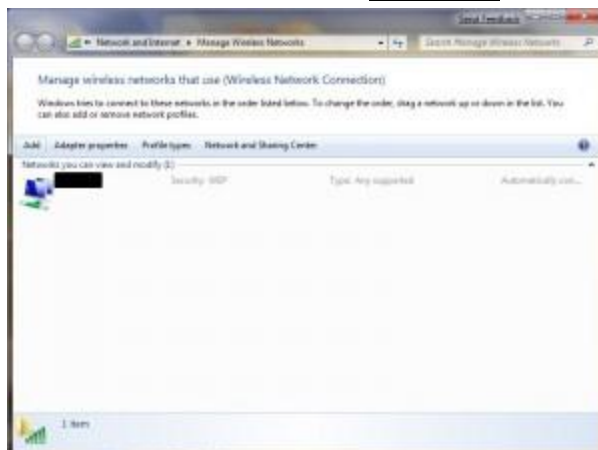 Send Feedback
Network and Internet ▸ Manage Wireless Networks
Search Manage Wireless Networks
Manage wireless networks that use (Wireless Network Connection)
Windows tries to connect to these networks in the order listed below. To change the order, drag a network up or down in the list. You
can also add or remove network profiles.
Add Adapter properties Profile types Network and Sharing Center
Networks you can view and modify (1)
Security: WEP Type: Any supported Automatically con...
1 item